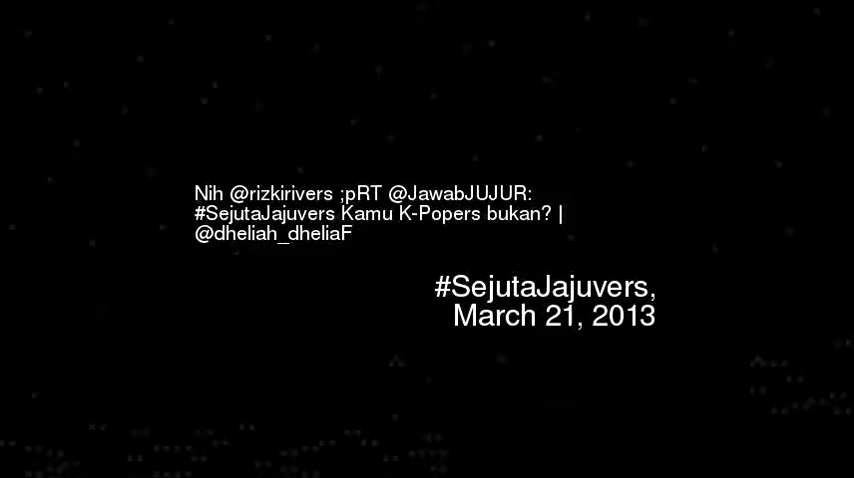 Nih @rizkirivers ;pRT @JawabJUJUR:
#SejutaJajuvers Kamu K-Popers bukan? |
@dheliah_dheliaF
#SejutaJajuvers,
March 21, 2013